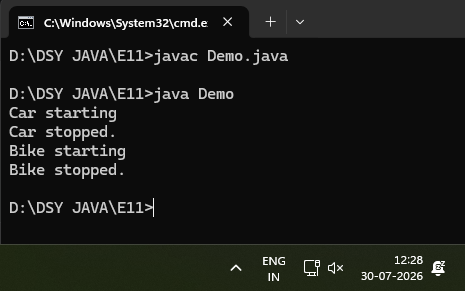 C:\Windows\System32\cmd.e
D:\DSY JAVA\E11>javac Demo.java
D:\DSY JAVA\E11>java Demo
Car starting
Car stopped.
Bike starting
Bike stopped.
D:\DSY JAVA\E11>
ENG
IN
12:28
30-07-2026